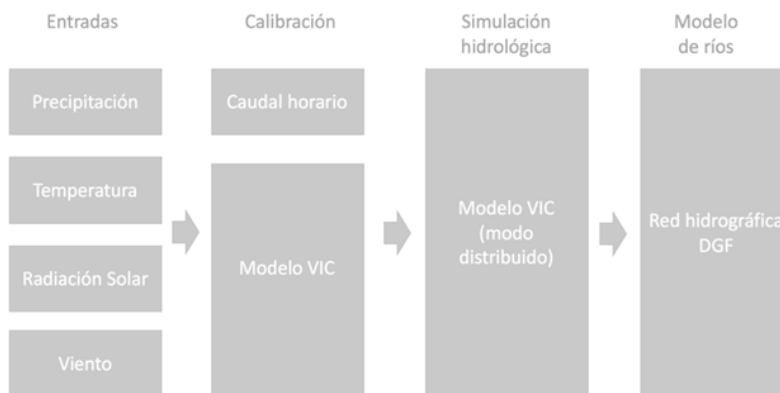 Entradas
Calibración
Simulación
hidrológica
Modelo
de ríos
Precipitación
Temperatura
Radiación Solar
Viento
Caudal horario
Modelo VIC
Modelo VIC
(modo
distribuido)
Red hidrográfica
DGF